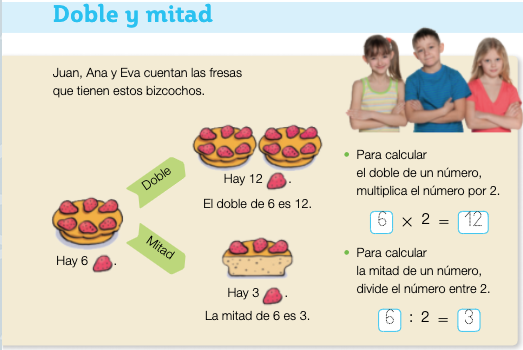 Doble y mitad
Juan, Ana y Eva cuentan las fresas
que tienen estos bizcochos.
Doble
Hay 12 .
El doble de 6 es 12.
Hay 6 .
Mitad
Hay 3 .
La mitad de 6 es 3.
• Para calcular
el doble de un número,
multiplica el número por 2.
6 × 2 = 12
• Para calcular
la mitad de un número,
divide el número entre 2.
6 : 2 = 3